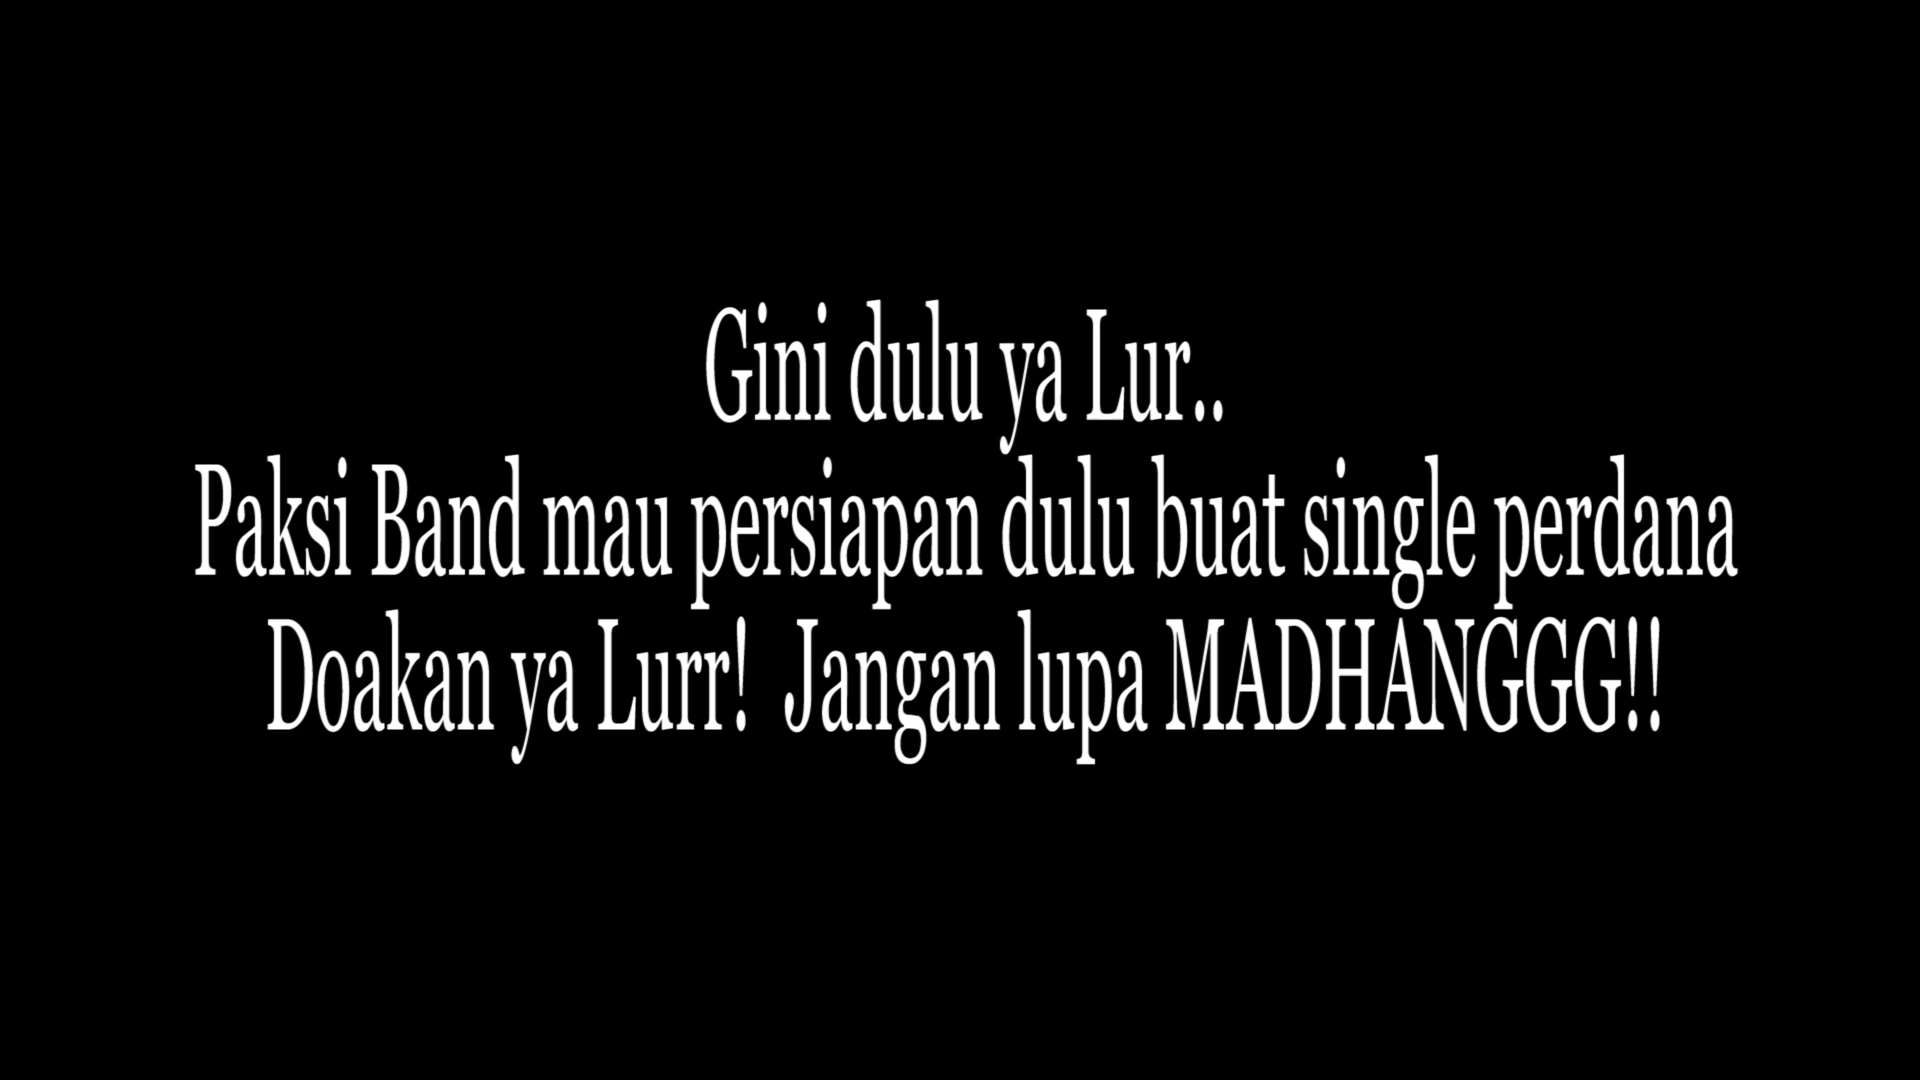 Gini dulu ya Lur..
Paksi Band mau persiapan dulu buat single perdana
Doakan ya Lurr!  Jangan lupa MADHANGGG!!